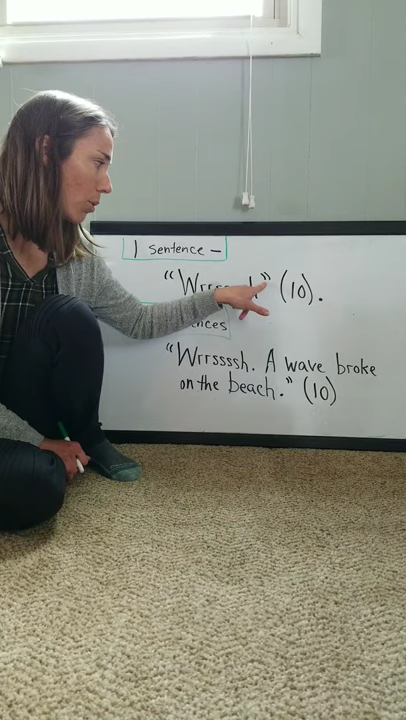 1 sentence –
(10).
"Wrrssssh. A wave broke
on the beach." (10)